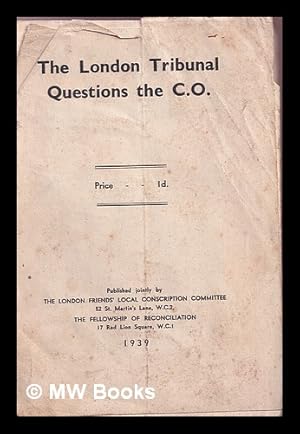 The London Tribunal
Questions the C.O.
Price - - 1d.
Published jointly by
THE LONDON FRIENDS' LOCAL CONSCRIPTION COMMITTEE
52 St. Martin's Lane, W.C.2,
THE FELLOWSHIP OF RECONCILIATION
17 Red Lion Square, W.C.1
1939
© MW Books